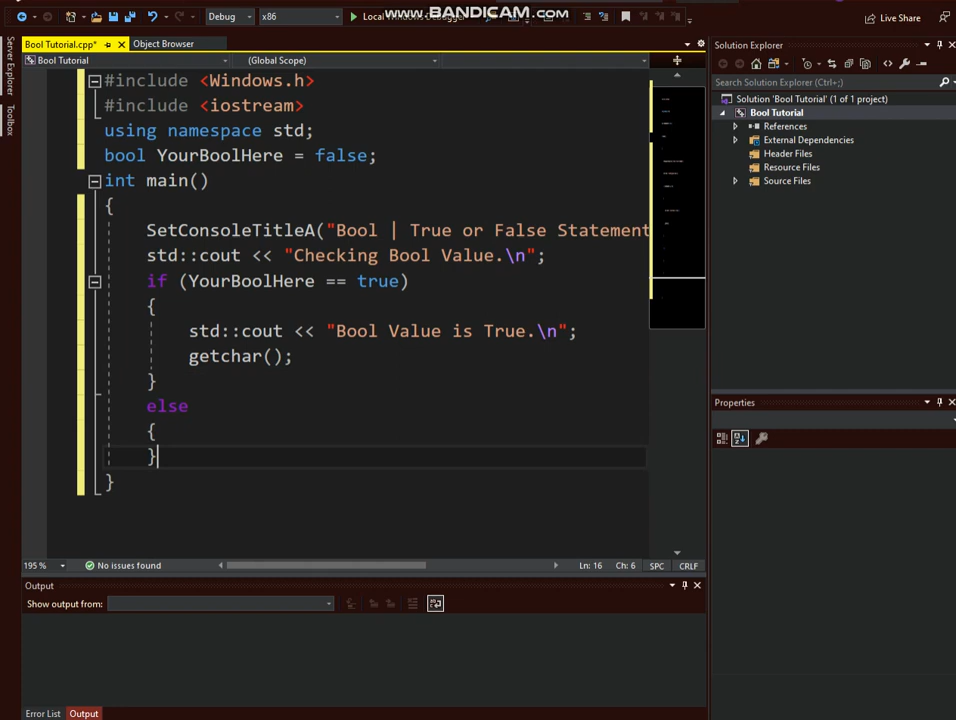 www.BANDICAM.com
Debug x86 Local Windows Debugger Live Share
Server Explorer
Toolbox
Bool Tutorial.cpp* Object Browser
Bool Tutorial (Global Scope)
#include <Windows.h>
#include <iostream>
using namespace std;
bool YourBoolHere = false;
int main()
{
SetConsoleTitleA("Bool | True or False Statement
std::cout << "Checking Bool Value.\n";
if (YourBoolHere == true)
{
std::cout << "Bool Value is True.\n";
getchar();
}
else
{
}
}
195 % No issues found Ln: 16 Ch: 6 SPC CRLF
Output
Show output from:
Error List Output
Solution Explorer
Search Solution Explorer (Ctrl+;)
Solution 'Bool Tutorial' (1 of 1 project)
Bool Tutorial
References
External Dependencies
Header Files
Resource Files
Source Files
Properties